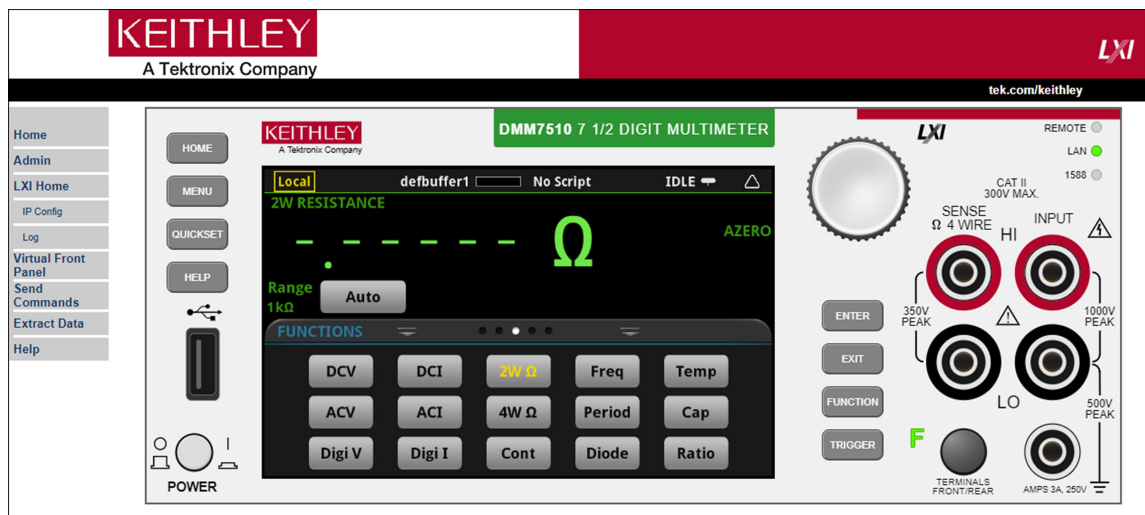 KEITHLEY
A Tektronix Company
LXI
tek.com/keithley
Home
Admin
LXI Home
IP Config
Log
Virtual Front
Panel
Send
Commands
Extract Data
Help
HOME
MENU
QUICKSET
HELP
POWER
KEITHLEY
A Tektronix Company
DMM7510 7 1/2 DIGIT MULTIMETER
Local defbuffer1 No Script IDLE
2W RESISTANCE
-.----- Ω
AZERO
Range
1kΩ
Auto
FUNCTIONS
DCV DCI 2W Ω Freq Temp
ACV ACI 4W Ω Period Cap
Digi V Digi I Cont Diode Ratio
LXI
REMOTE
LAN
1588
CAT II
300V MAX.
SENSE
Ω 4 WIRE
HI
INPUT
350V
PEAK
1000V
PEAK
LO
500V
PEAK
ENTER
EXIT
FUNCTION
TRIGGER
F
TERMINALS
FRONT/REAR
AMPS 3A, 250V